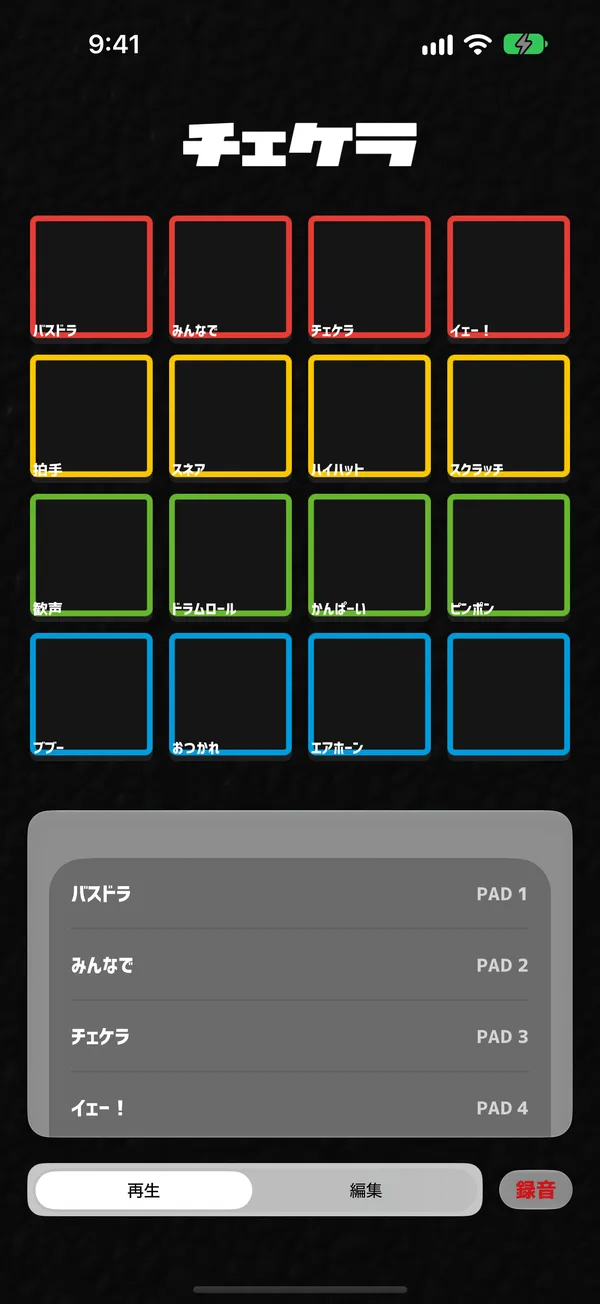 9:41
チェケラ
バスドラ みんなで チェケラ イェー！
拍手 スネア ハイハット スクラッチ
歓声 ドラムロール かんぱーい ピンポン
ブブー おつかれ エアホーン
バスドラ PAD 1
みんなで PAD 2
チェケラ PAD 3
イェー！ PAD 4
再生 編集 録音